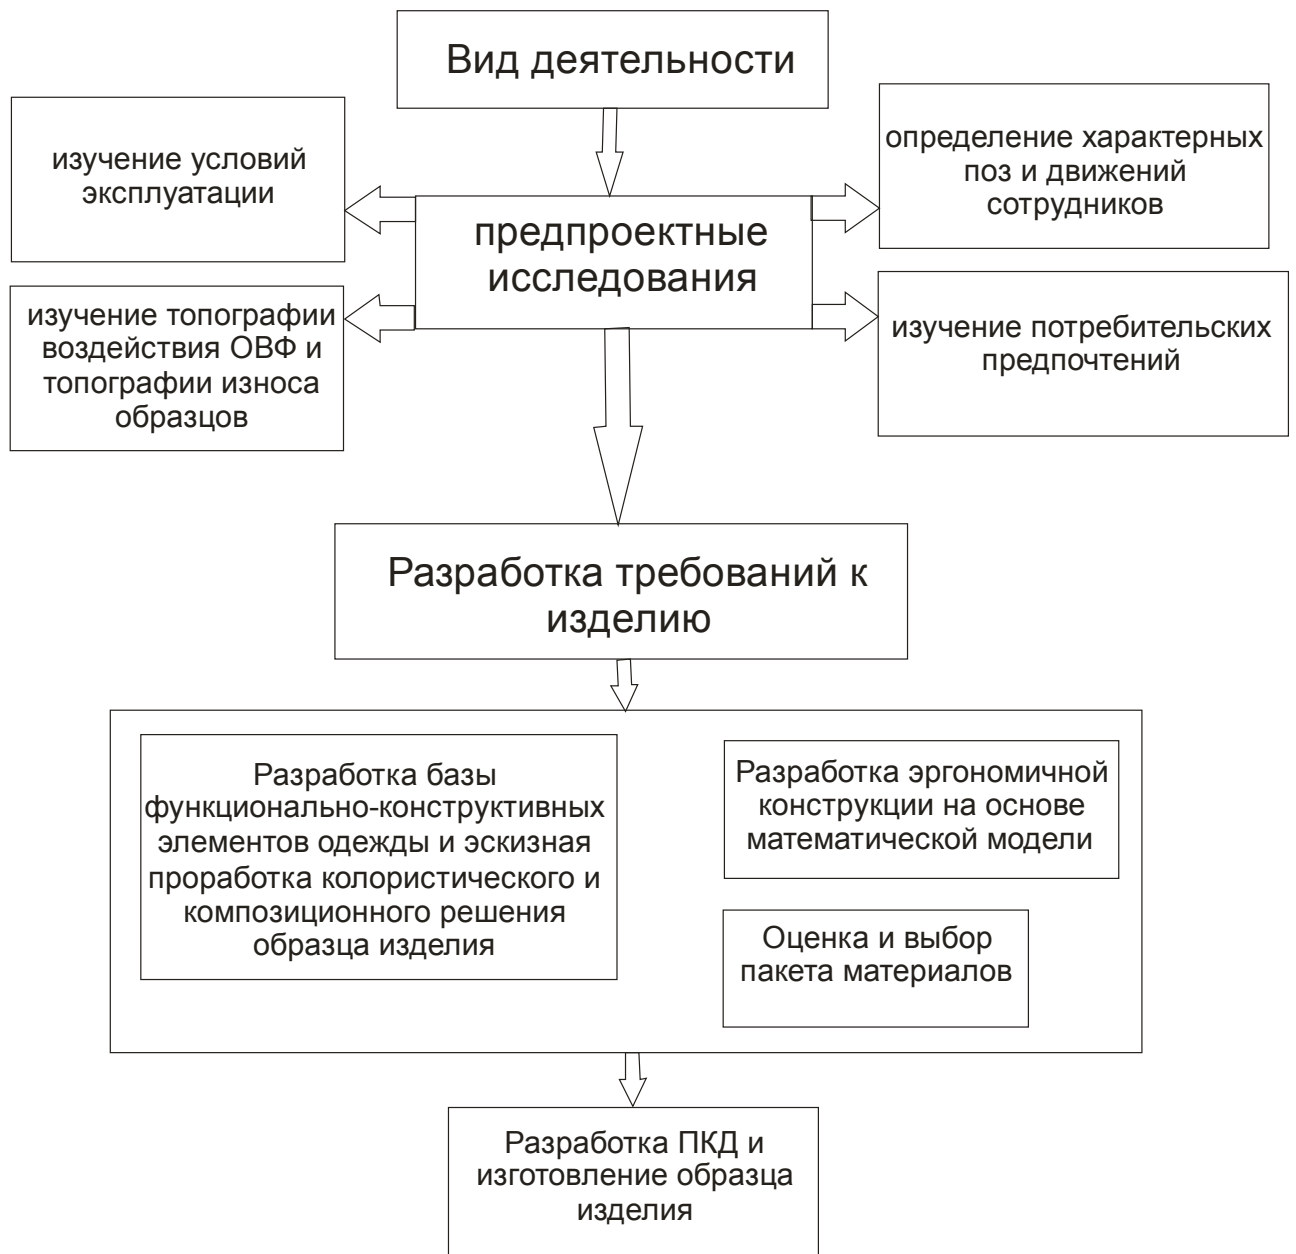 Вид деятельности
изучение условий
эксплуатации
определение характерных
поз и движений
сотрудников
предпроектные
исследования
изучение топографии
воздействия ОВФ и
топографии износа
образцов
изучение потребительских
предпочтений
Разработка требований к
изделию
Разработка базы
функционально-конструктивных
элементов одежды и эскизная
проработка колористического и
композиционного решения
образца изделия
Разработка эргономичной
конструкции на основе
математической модели
Оценка и выбор
пакета материалов
Разработка ПКД и
изготовление образца
изделия